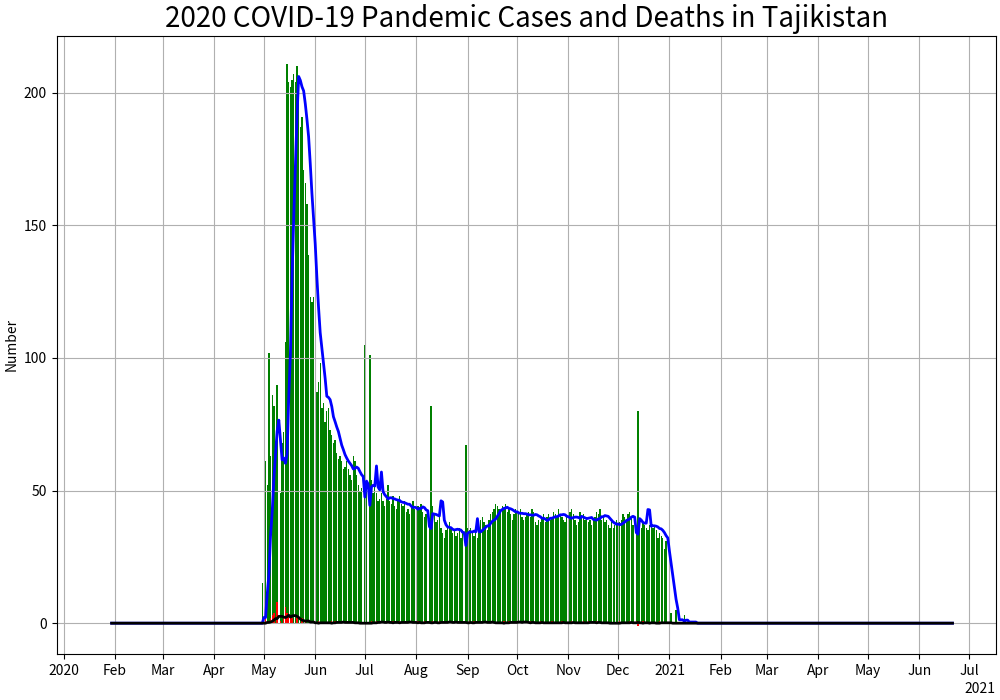 2020 COVID-19 Pandemic Cases and Deaths in Tajikistan
Number
200
150
100
50
0
2020 Feb Mar Apr May Jun Jul Aug Sep Oct Nov Dec 2021 Feb Mar Apr May Jun Jul
2021